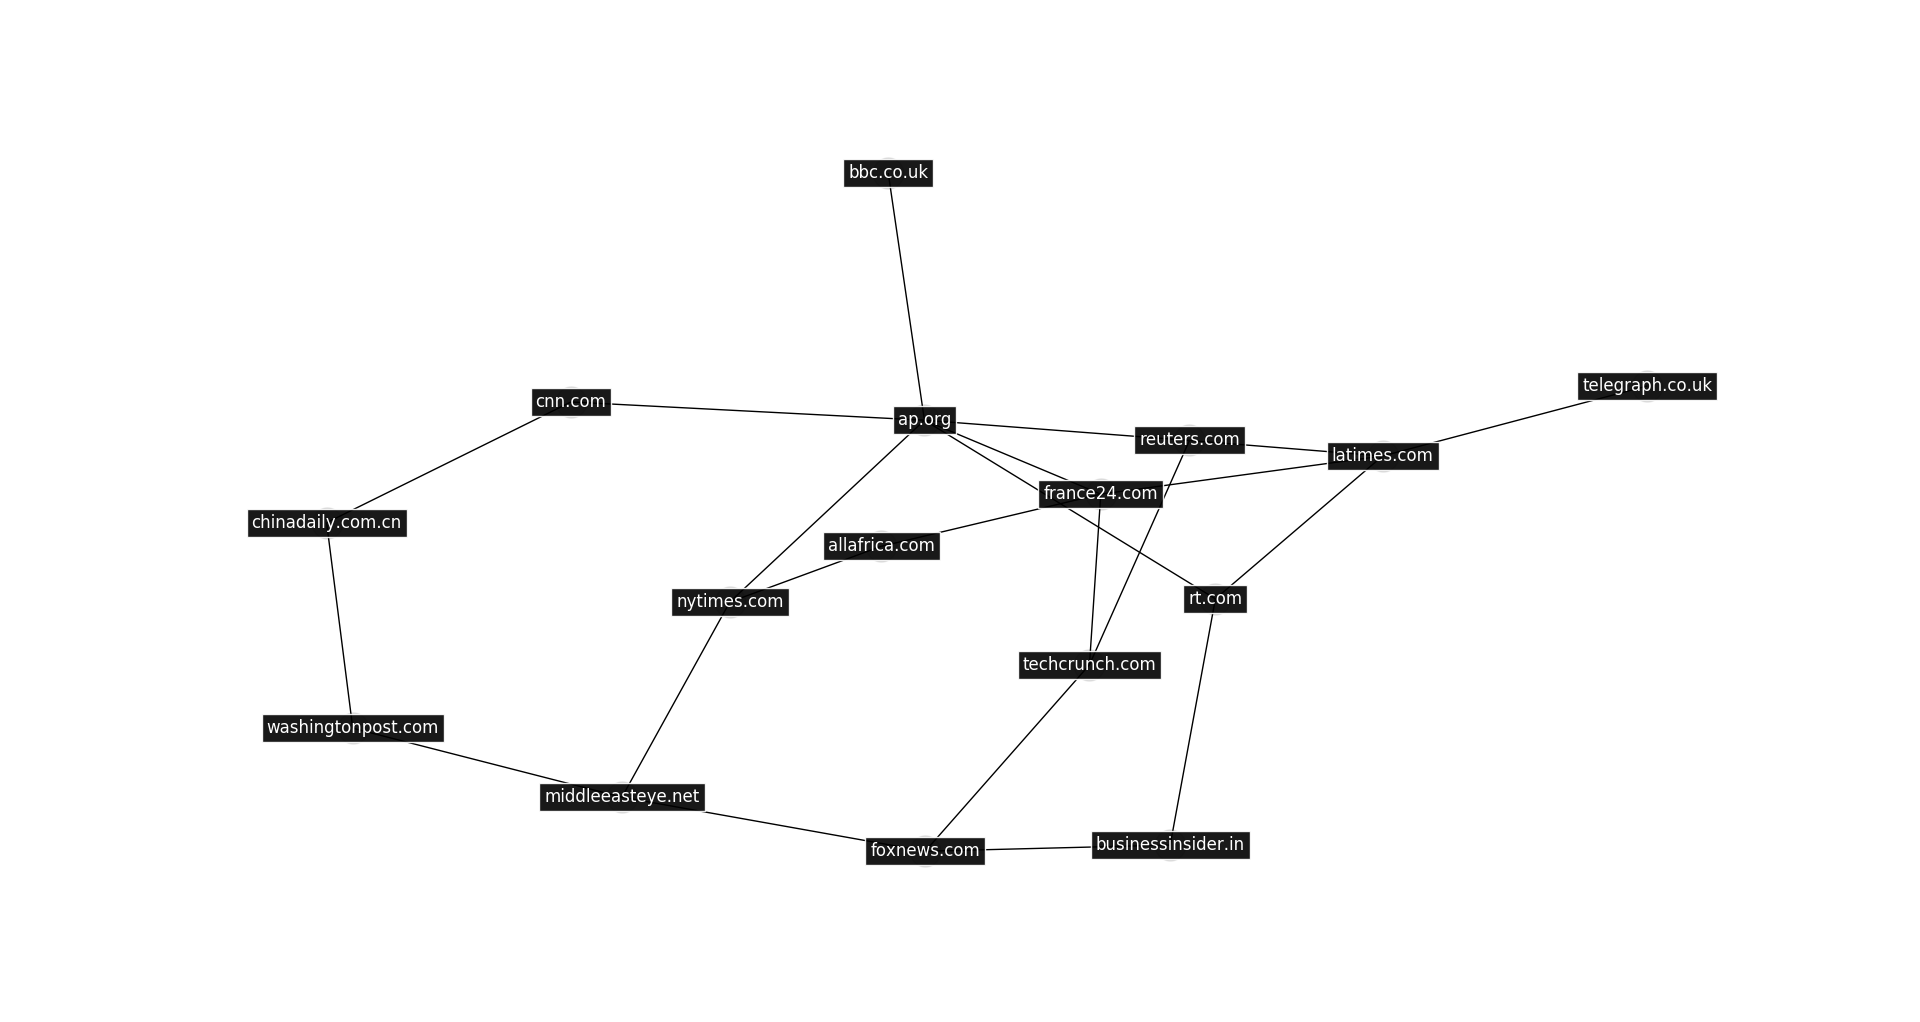 bbc.co.uk
telegraph.co.uk
cnn.com
ap.org
reuters.com
latimes.com
france24.com
chinadaily.com.cn
allafrica.com
nytimes.com
rt.com
techcrunch.com
washingtonpost.com
middleeasteye.net
foxnews.com
businessinsider.in